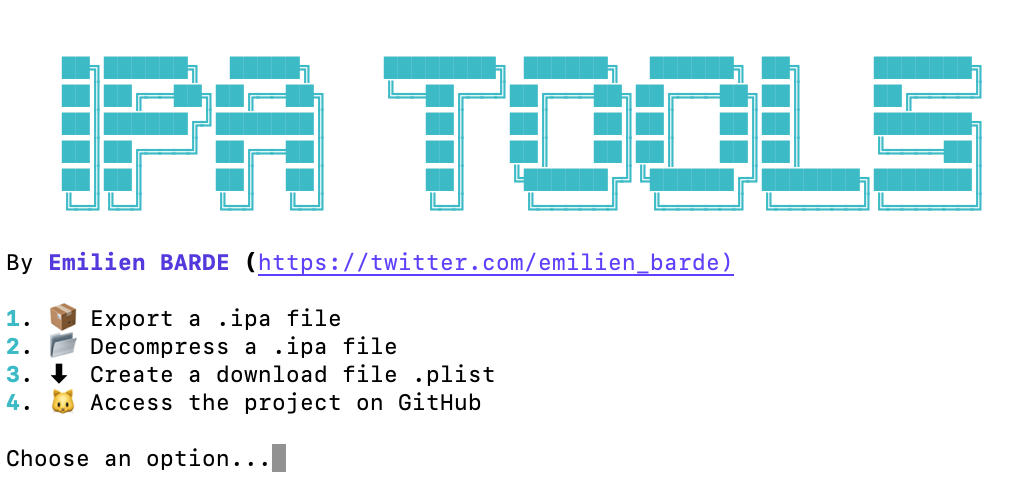 IPA TOOLS
By Emilien BARDE (https://twitter.com/emilien_barde)
1. 📦 Export a .ipa file
2. 📂 Decompress a .ipa file
3. ⬇ Create a download file .plist
4. 🐱 Access the project on GitHub
Choose an option...